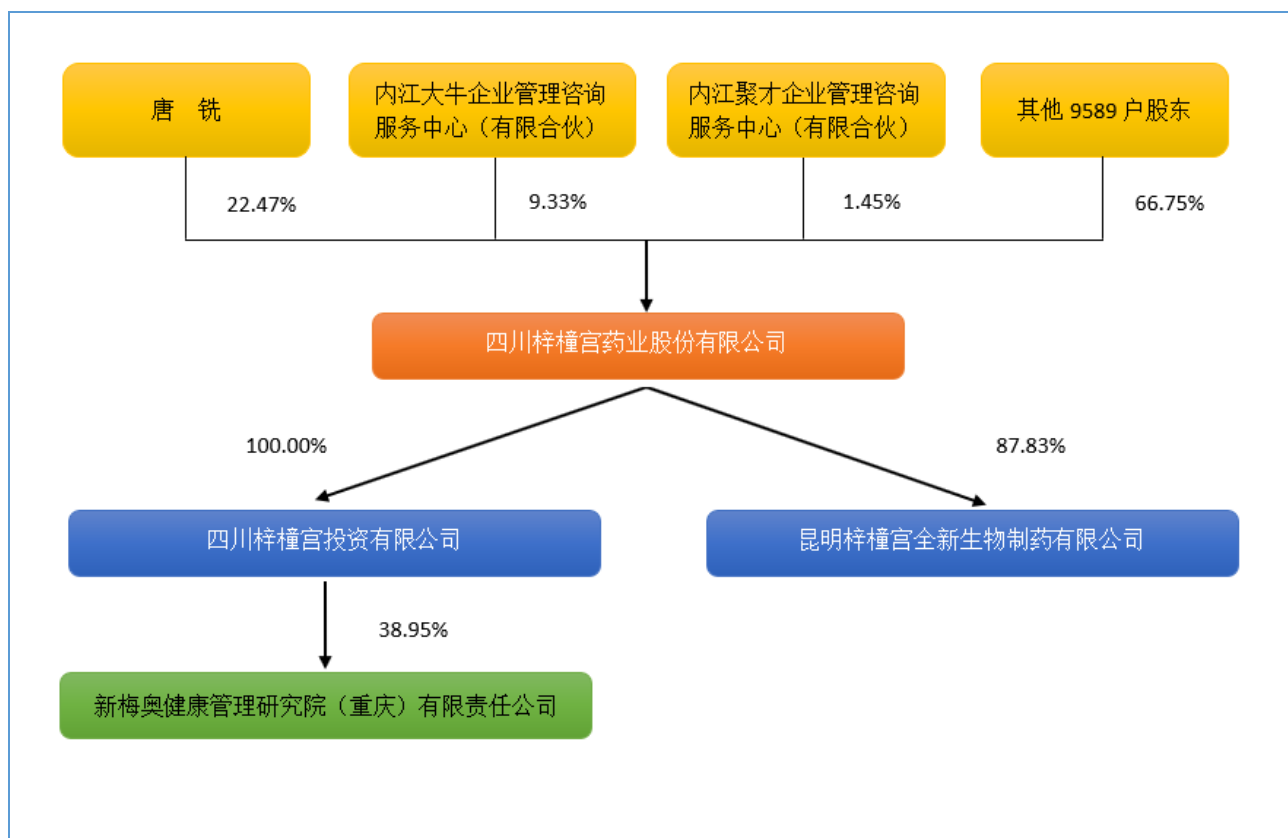 唐 铣
内江大牛企业管理咨询
服务中心（有限合伙）
内江聚才企业管理咨询
服务中心（有限合伙）
其他 9589 户股东
22.47%
9.33%
1.45%
66.75%
四川梓橦宫药业股份有限公司
100.00%
87.83%
四川梓橦宫投资有限公司
昆明梓橦宫全新生物制药有限公司
38.95%
新梅奥健康管理研究院（重庆）有限责任公司